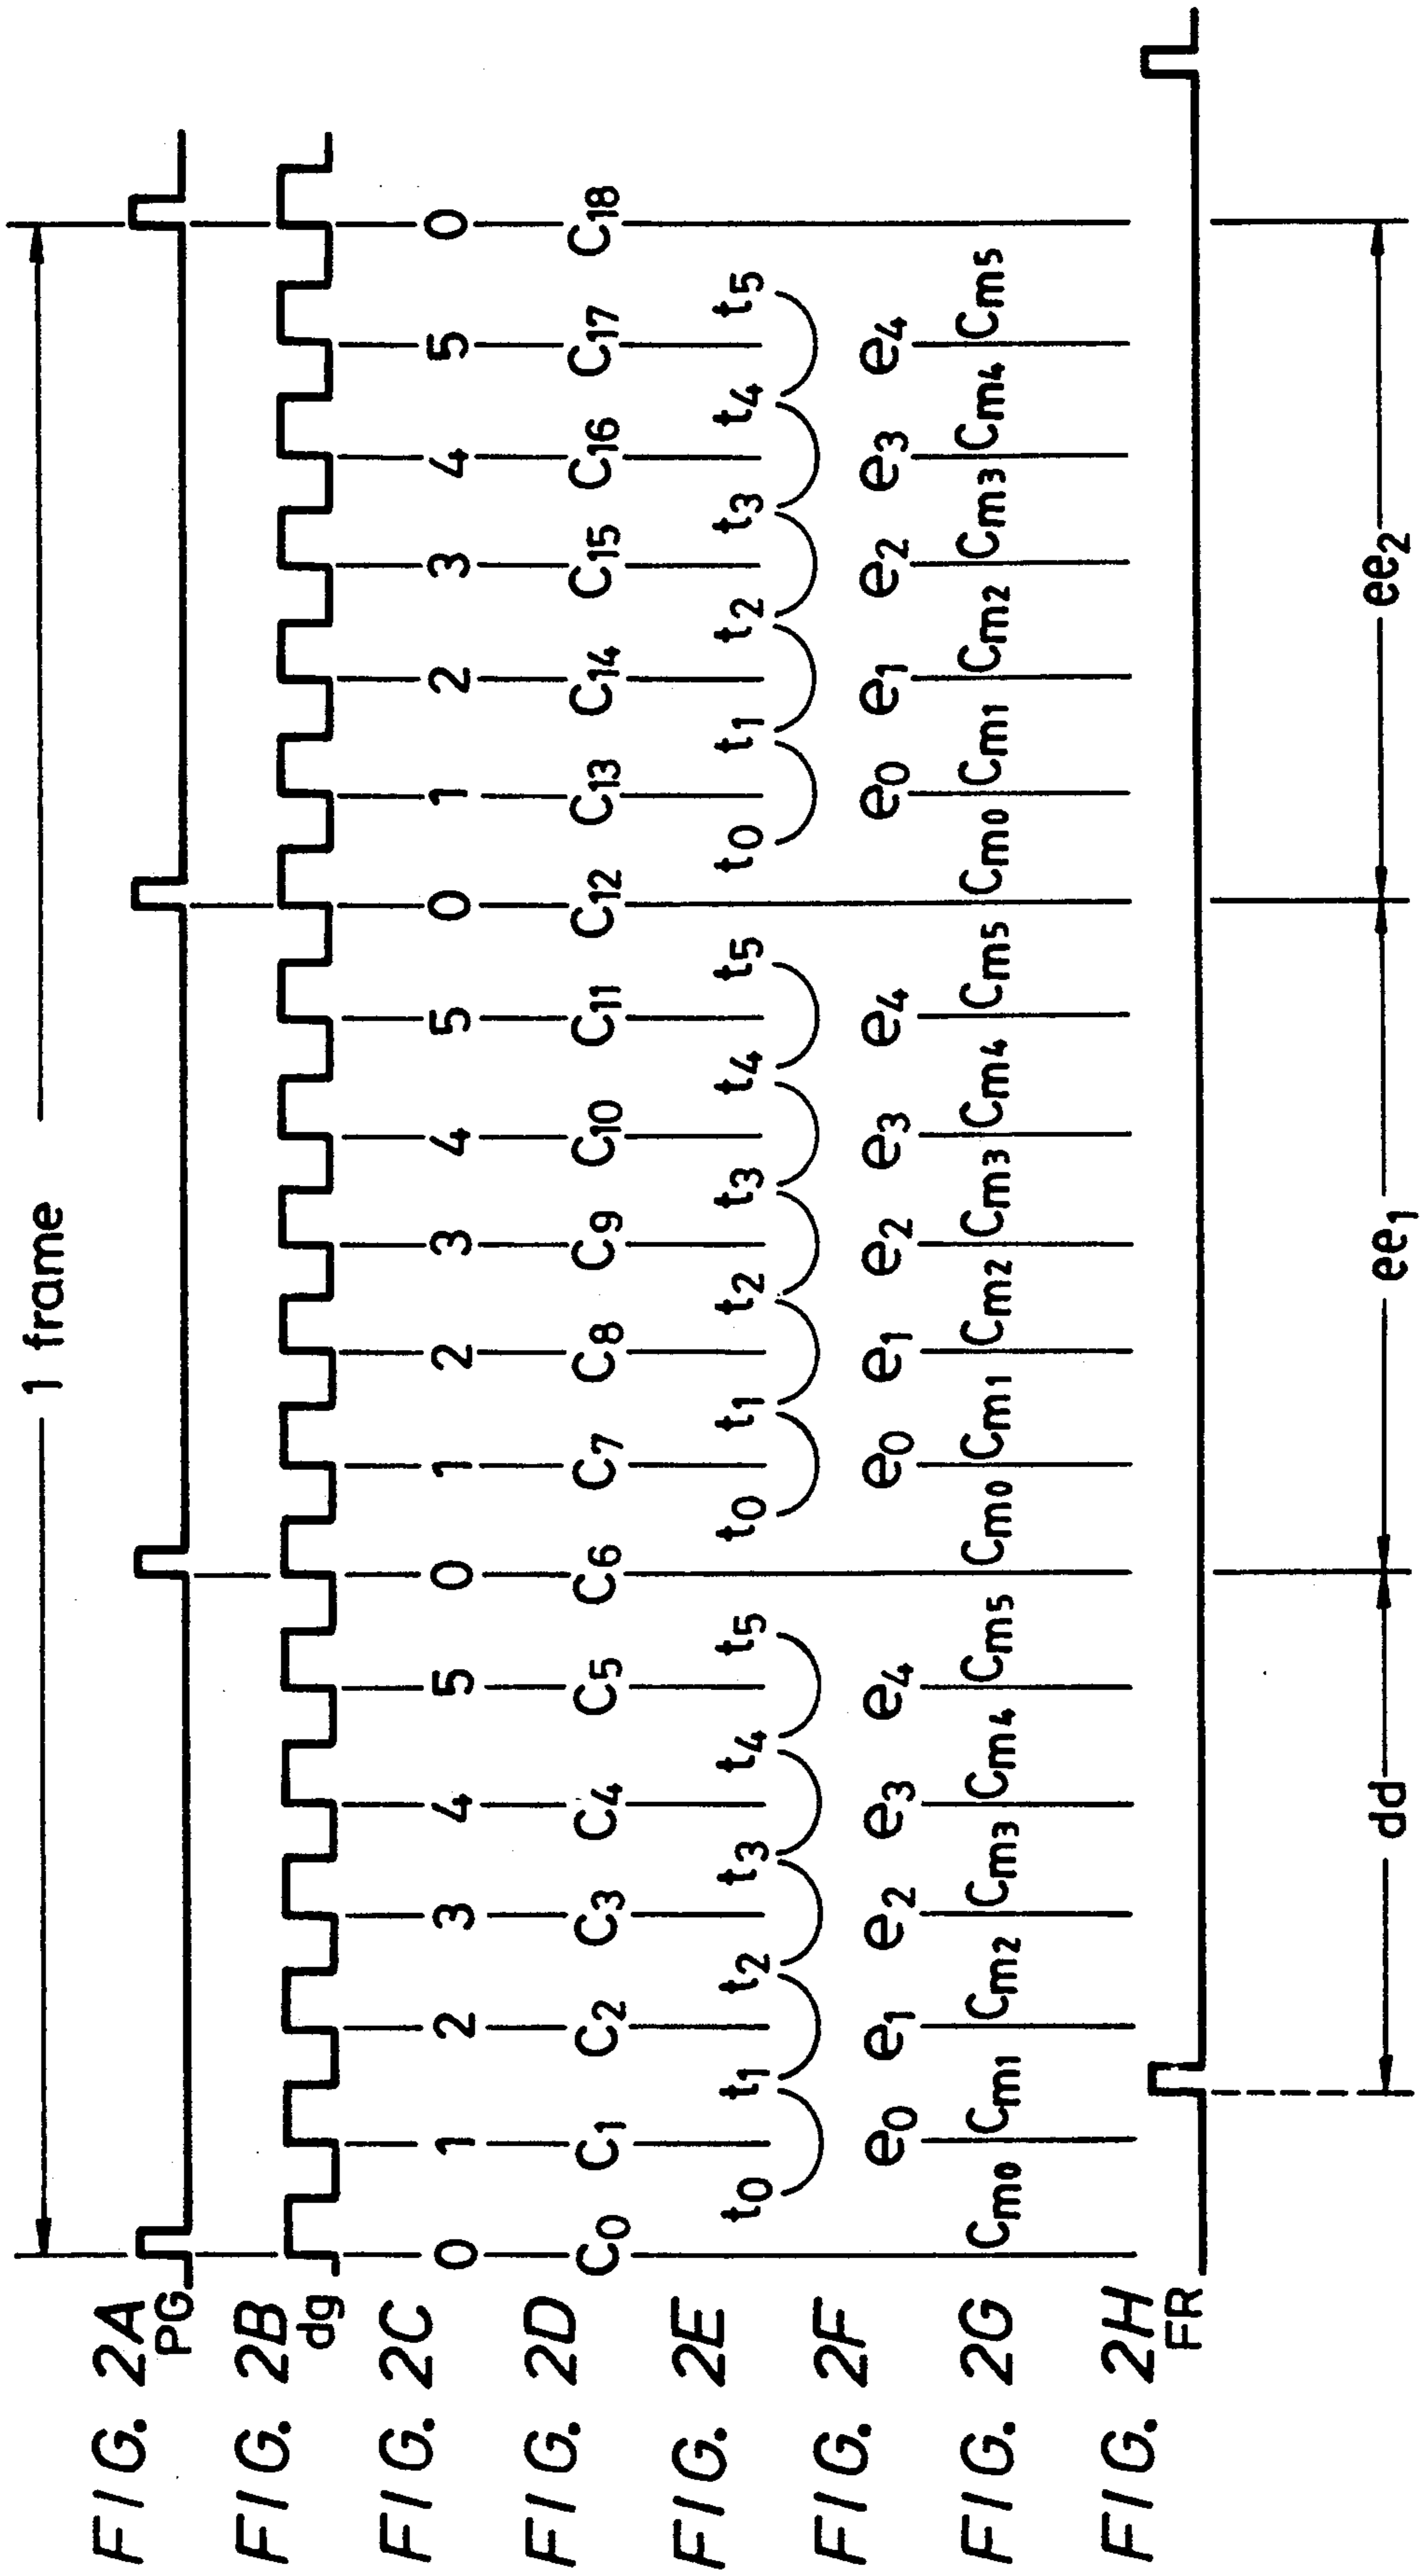 1 frame
FIG. 2A
PG
FIG. 2B
dg
FIG. 2C 0 1 2 3 4 5 0 1 2 3 4 5 0 1 2 3 4 5 0
FIG. 2D C0 C1 C2 C3 C4 C5 C6 C7 C8 C9 C10 C11 C12 C13 C14 C15 C16 C17 C18
FIG. 2E t0 t1 t2 t3 t4 t5 t0 t1 t2 t3 t4 t5 t0 t1 t2 t3 t4 t5
FIG. 2F e0 e1 e2 e3 e4 e0 e1 e2 e3 e4 e0 e1 e2 e3 e4
FIG. 2G Cm0 Cm1 Cm2 Cm3 Cm4 Cm5 Cm0 Cm1 Cm2 Cm3 Cm4 Cm5 Cm0 Cm1 Cm2 Cm3 Cm4 Cm5
FIG. 2H
FR
dd ee1 ee2